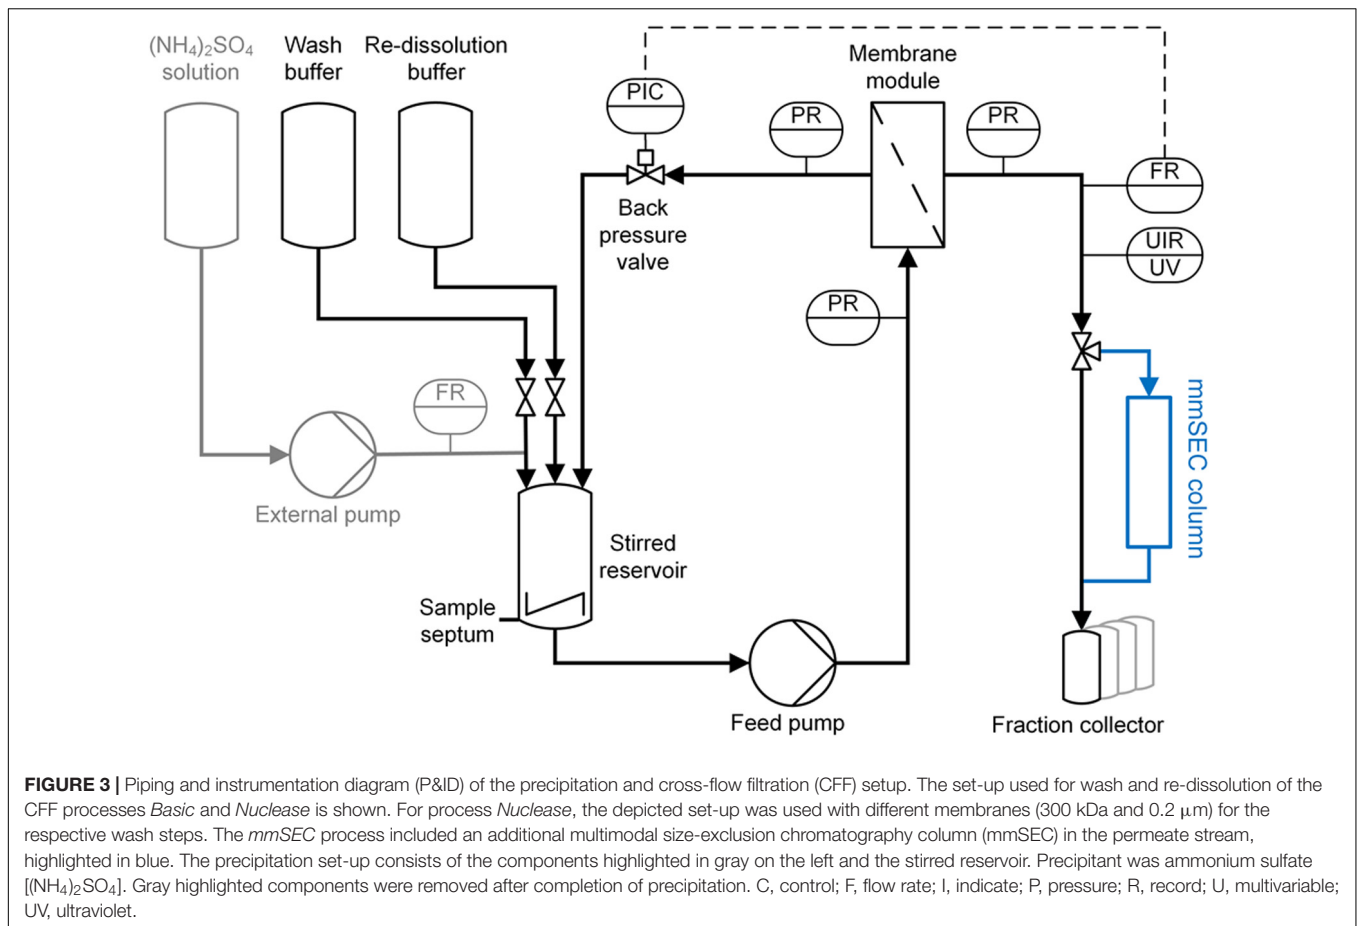 (NH4)2SO4
solution
Wash
buffer
Re-dissolution
buffer
PIC
PR
Membrane
module
PR
FR
UIR
UV
Back
pressure
valve
PR
FR
mmSEC column
External pump
Stirred
reservoir
Sample
septum
Feed pump
Fraction collector
FIGURE 3 | Piping and instrumentation diagram (P&ID) of the precipitation and cross-flow filtration (CFF) setup. The set-up used for wash and re-dissolution of the
CFF processes Basic and Nuclease is shown. For process Nuclease, the depicted set-up was used with different membranes (300 kDa and 0.2 μm) for the
respective wash steps. The mmSEC process included an additional multimodal size-exclusion chromatography column (mmSEC) in the permeate stream,
highlighted in blue. The precipitation set-up consists of the components highlighted in gray on the left and the stirred reservoir. Precipitant was ammonium sulfate
[(NH4)2SO4]. Gray highlighted components were removed after completion of precipitation. C, control; F, flow rate; I, indicate; P, pressure; R, record; U, multivariable;
UV, ultraviolet.